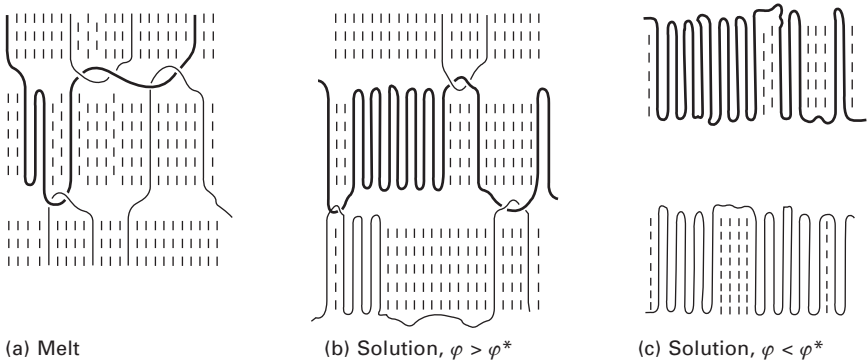 (a) Melt
(b) Solution, φ > φ*
(c) Solution, φ < φ*